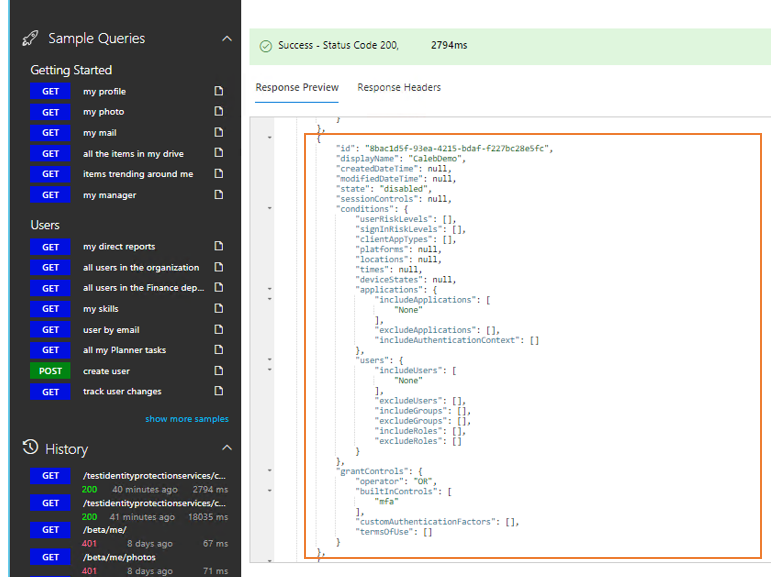 Sample Queries
Getting Started
GET my profile
GET my photo
GET my mail
GET all the items in my drive
GET items trending around me
GET my manager
Users
GET my direct reports
GET all users in the organization
GET all users in the Finance dep...
GET my skills
GET user by email
GET all my Planner tasks
POST create user
GET track user changes
show more samples
History
GET /testidentityprotectionservices/c...
200 40 minutes ago 2794 ms
GET /testidentityprotectionservices/c...
200 41 minutes ago 18035 ms
GET /beta/me/
401 8 days ago 67 ms
GET /beta/me/photos
401 8 days ago 71 ms
Success - Status Code 200, 2794ms
Response Preview Response Headers
}
},
{
"id": "8bac1d5f-93ea-4215-bdaf-f227bc28e5fc",
"displayName": "CalebDemo",
"createdDateTime": null,
"modifiedDateTime": null,
"state": "disabled",
"sessionControls": null,
"conditions": {
"userRiskLevels": [],
"signInRiskLevels": [],
"clientAppTypes": [],
"platforms": null,
"locations": null,
"times": null,
"deviceStates": null,
"applications": {
"includeApplications": [
"None"
],
"excludeApplications": [],
"includeAuthenticationContext": []
},
"users": {
"includeUsers": [
"None"
],
"excludeUsers": [],
"includeGroups": [],
"excludeGroups": [],
"includeRoles": [],
"excludeRoles": []
}
},
"grantControls": {
"operator": "OR",
"builtInControls": [
"mfa"
],
"customAuthenticationFactors": [],
"termsOfUse": []
}
},